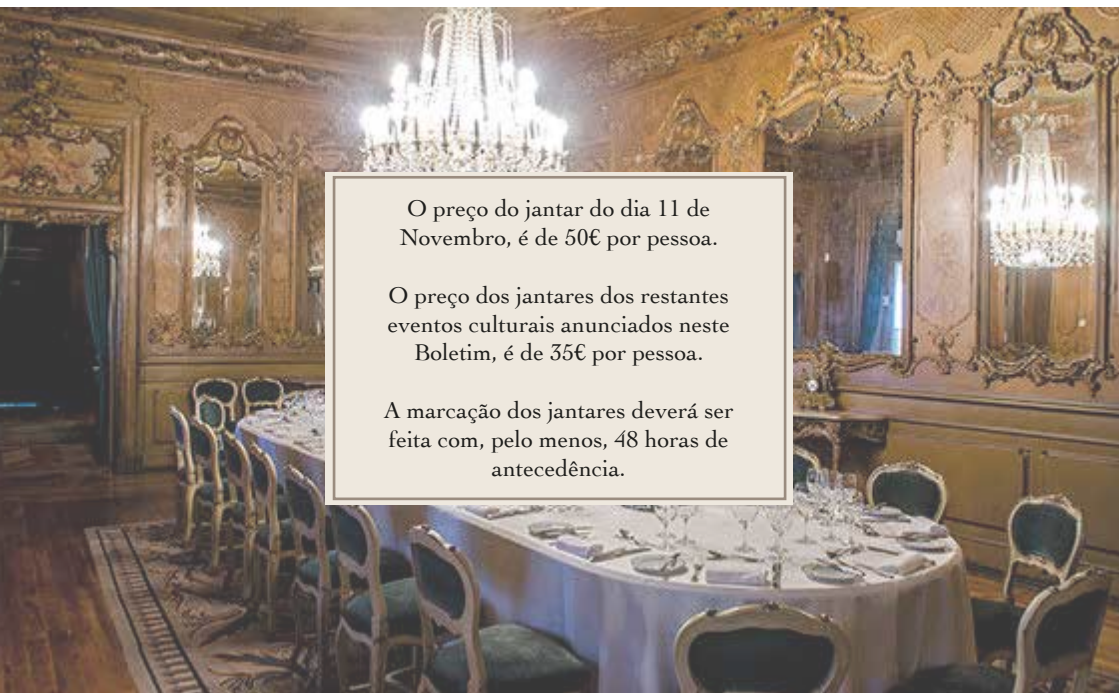 O preço do jantar do dia 11 de
Novembro, é de 50€ por pessoa.
O preço dos jantares dos restantes
eventos culturais anunciados neste
Boletim, é de 35€ por pessoa.
A marcação dos jantares deverá ser
feita com, pelo menos, 48 horas de
antecedência.